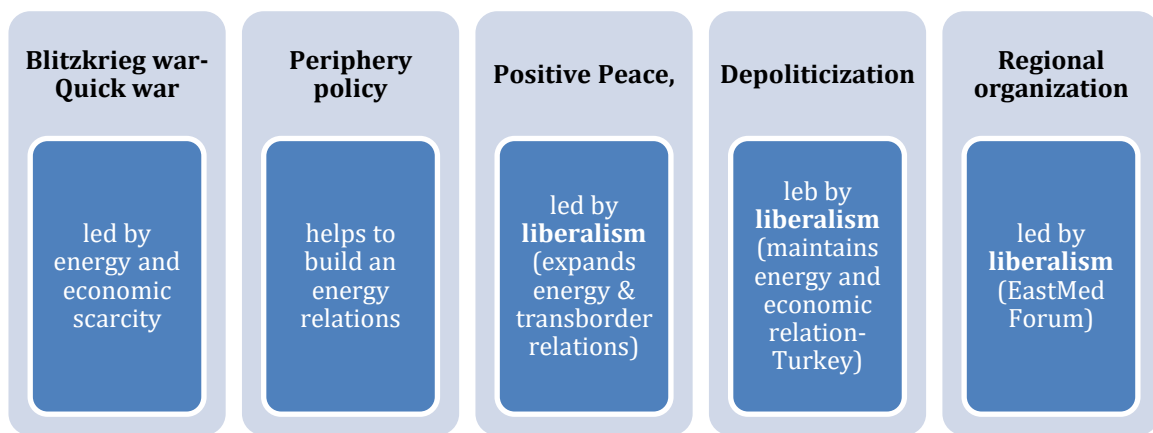 Blitzkrieg war-
Quick war
led by
energy and
economic
scarcity
Periphery
policy
helps to
build an
energy
relations
Positive Peace,
led by
liberalism
(expands
energy &
transborder
relations)
Depoliticization
leb by
liberalism
(maintains
energy and
economic
relation-
Turkey)
Regional
organization
led by
liberalism
(EastMed
Forum)